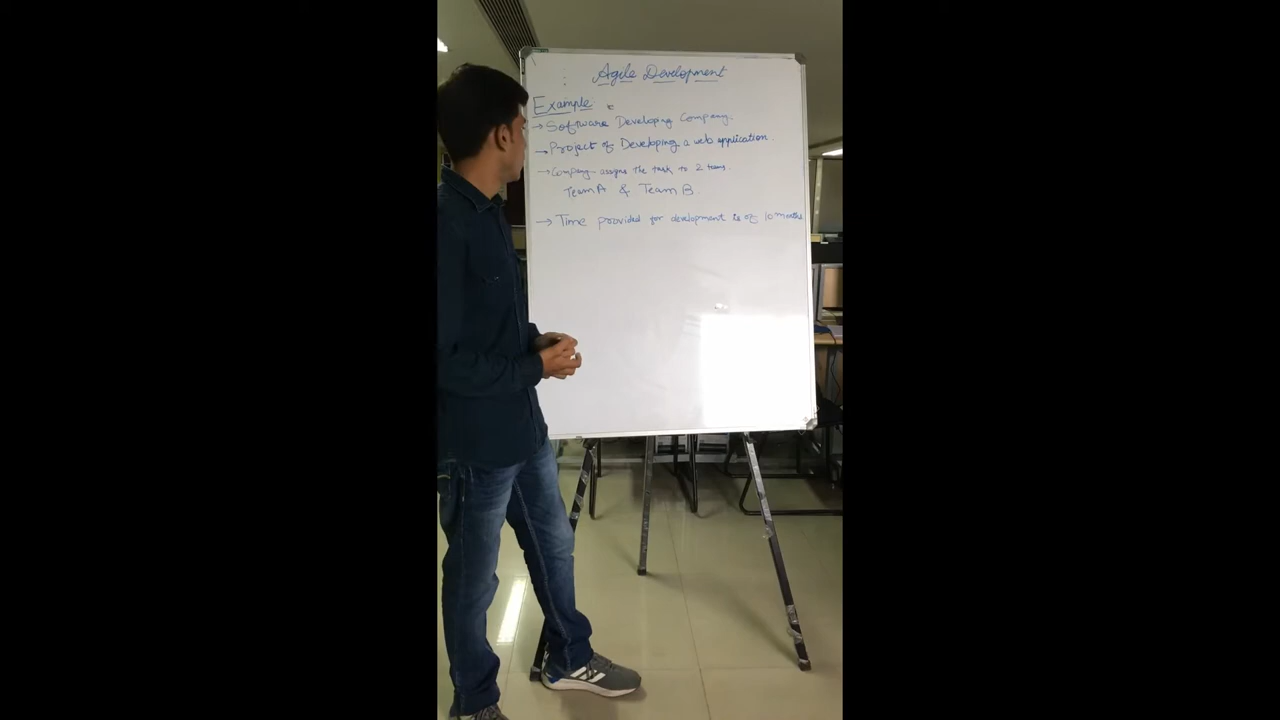 Agile Development
Example
→ Software Developing Company.
→ Project of Developing a web application.
→ Company assigns the task to 2 teams.
Team A & Team B.
→ Time provided for development is of 10 months